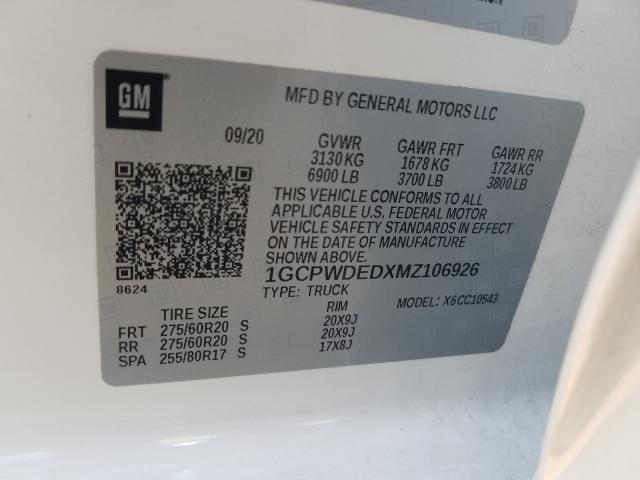 GM
MFD BY GENERAL MOTORS LLC
09/20 GVWR GAWR FRT GAWR RR
3130 KG 1678 KG 1724 KG
6900 LB 3700 LB 3800 LB
THIS VEHICLE CONFORMS TO ALL
APPLICABLE U.S. FEDERAL MOTOR
VEHICLE SAFETY STANDARDS IN EFFECT
ON THE DATE OF MANUFACTURE
SHOWN ABOVE.
8624
1GCPWDEDXMZ106926
TYPE: TRUCK MODEL: X6CC10543
TIRE SIZE RIM
FRT 275/60R20 S 20X9J
RR 275/60R20 S 20X9J
SPA 255/80R17 S 17X8J